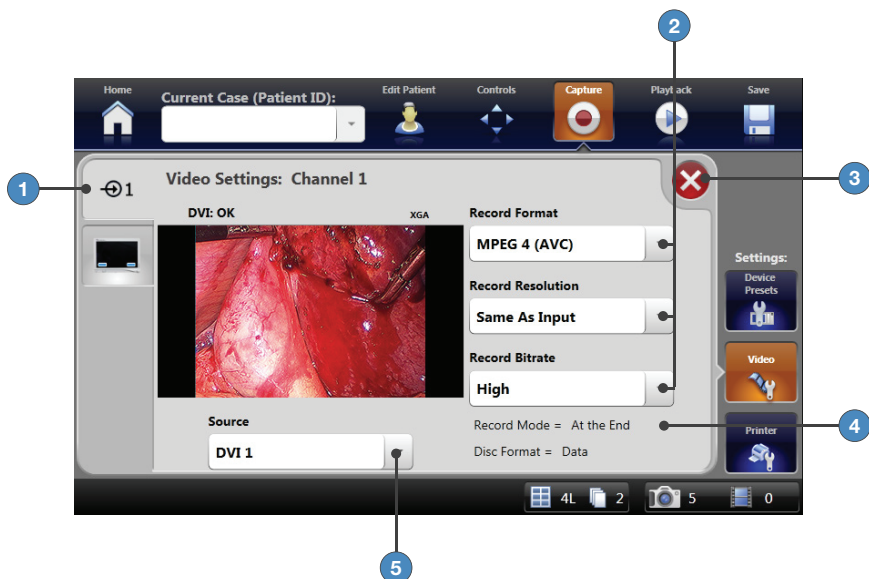 2
Home
Current Case (Patient ID):
Edit Patient
Controls
Capture
Playt ack
Save
1
1
Video Settings: Channel 1
3
DVI: OK
XGA
Record Format
MPEG 4 (AVC)
Record Resolution
Same As Input
Record Bitrate
High
Settings:
Device
Presets
Video
Source
DVI 1
Record Mode = At the End
Disc Format = Data
4
Printer
4L
2
5
0
5